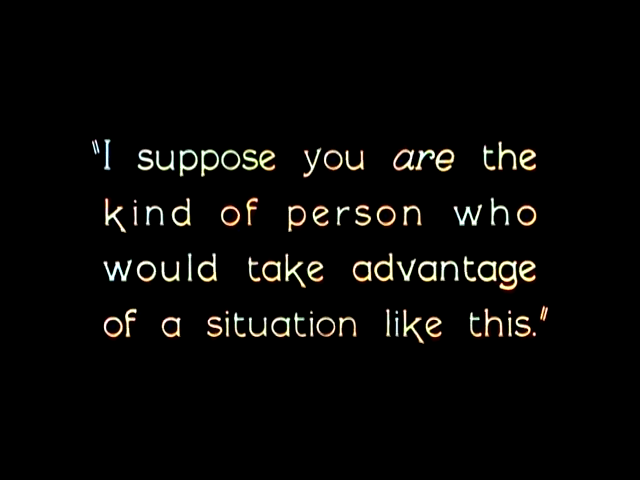 "I suppose you are the
kind of person who
would take advantage
of a situation like this."